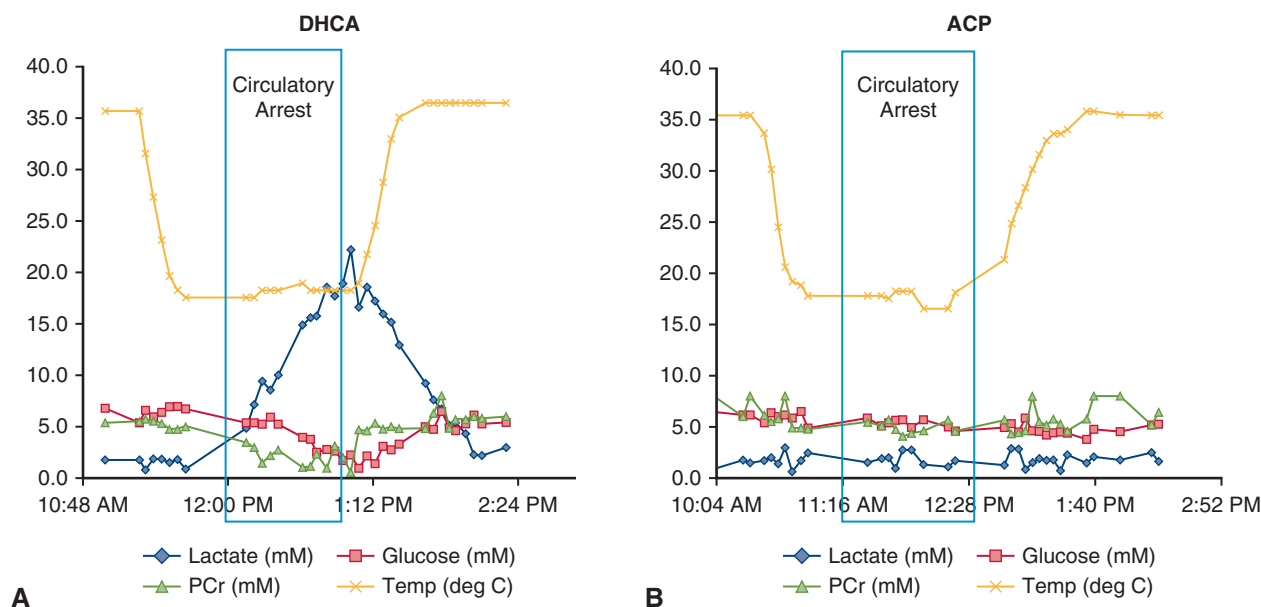 DHCA
40.0
35.0
30.0
25.0
20.0
15.0
10.0
5.0
0.0
Circulatory
Arrest
10:48 AM 12:00 PM 1:12 PM 2:24 PM
Lactate (mM) Glucose (mM)
PCr (mM) Temp (deg C)
A
ACP
40.0
35.0
30.0
25.0
20.0
15.0
10.0
5.0
0.0
Circulatory
Arrest
10:04 AM 11:16 AM 12:28 PM 1:40 PM 2:52 PM
Lactate (mM) Glucose (mM)
PCr (mM) Temp (deg C)
B